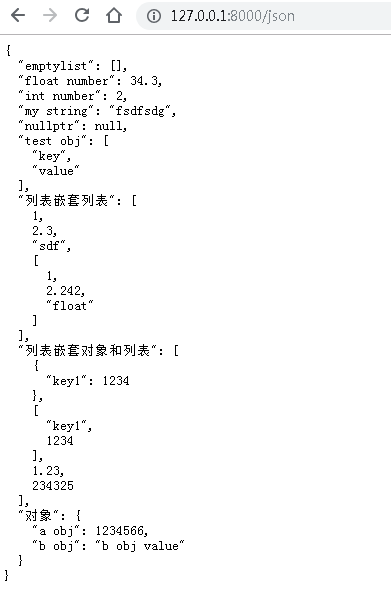 127.0.0.1:8000/json
{
  "emptylist": [],
  "float number": 34.3,
  "int number": 2,
  "my string": "fsdfsdg",
  "nullptr": null,
  "test obj": [
    "key",
    "value"
  ],
  "列表嵌套列表": [
    1,
    2.3,
    "sdf",
    [
      1,
      2.242,
      "float"
    ]
  ],
  "列表嵌套对象和列表": [
    {
      "key1": 1234
    },
    [
      "key1",
      1234
    ],
    1.23,
    234325
  ],
  "对象": {
    "a obj": 1234566,
    "b obj": "b obj value"
  }
}